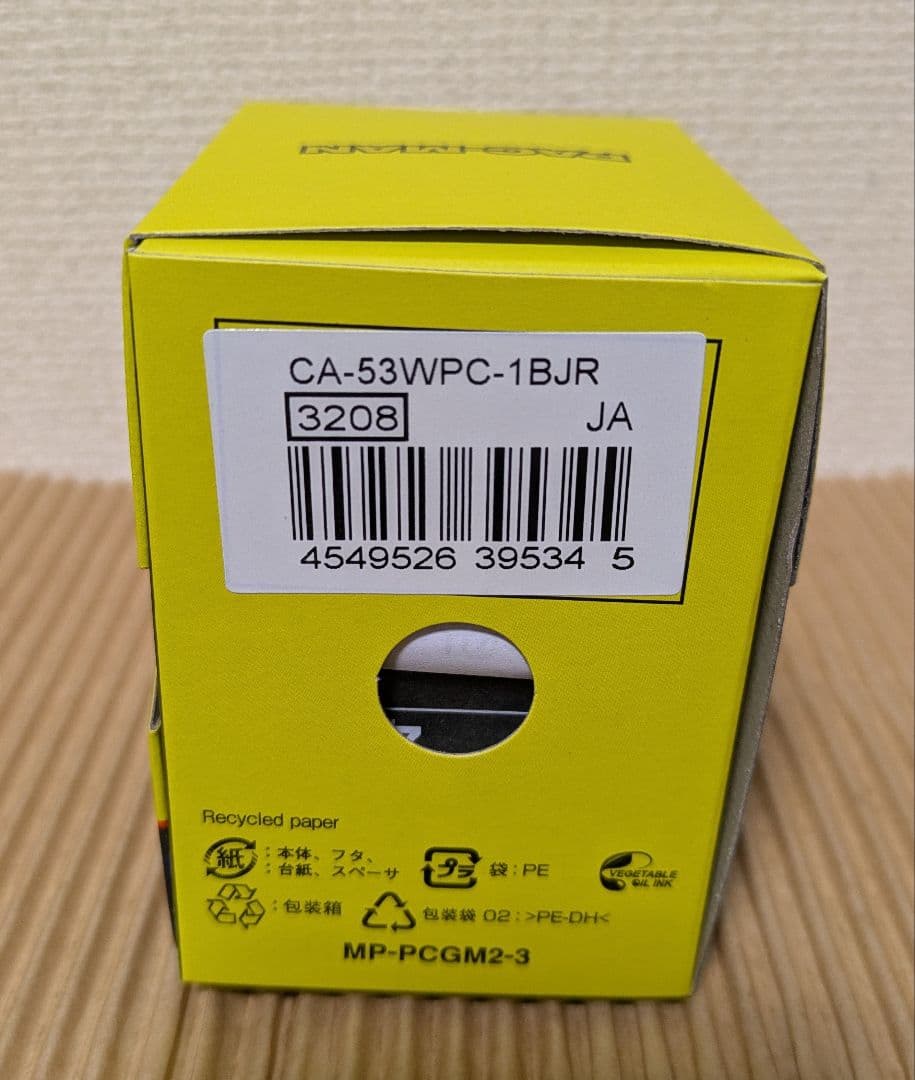 PAC-MAN
CA-53WPC-1BJR
3208 JA
4549526 39534 5
Recycled paper
紙 : 本体、フタ、
: 台紙、スペーサ
プラ 袋 : PE
VEGETABLE
OIL INK
: 包装箱
包装袋 02 : >PE-DH<
MP-PCGM2-3